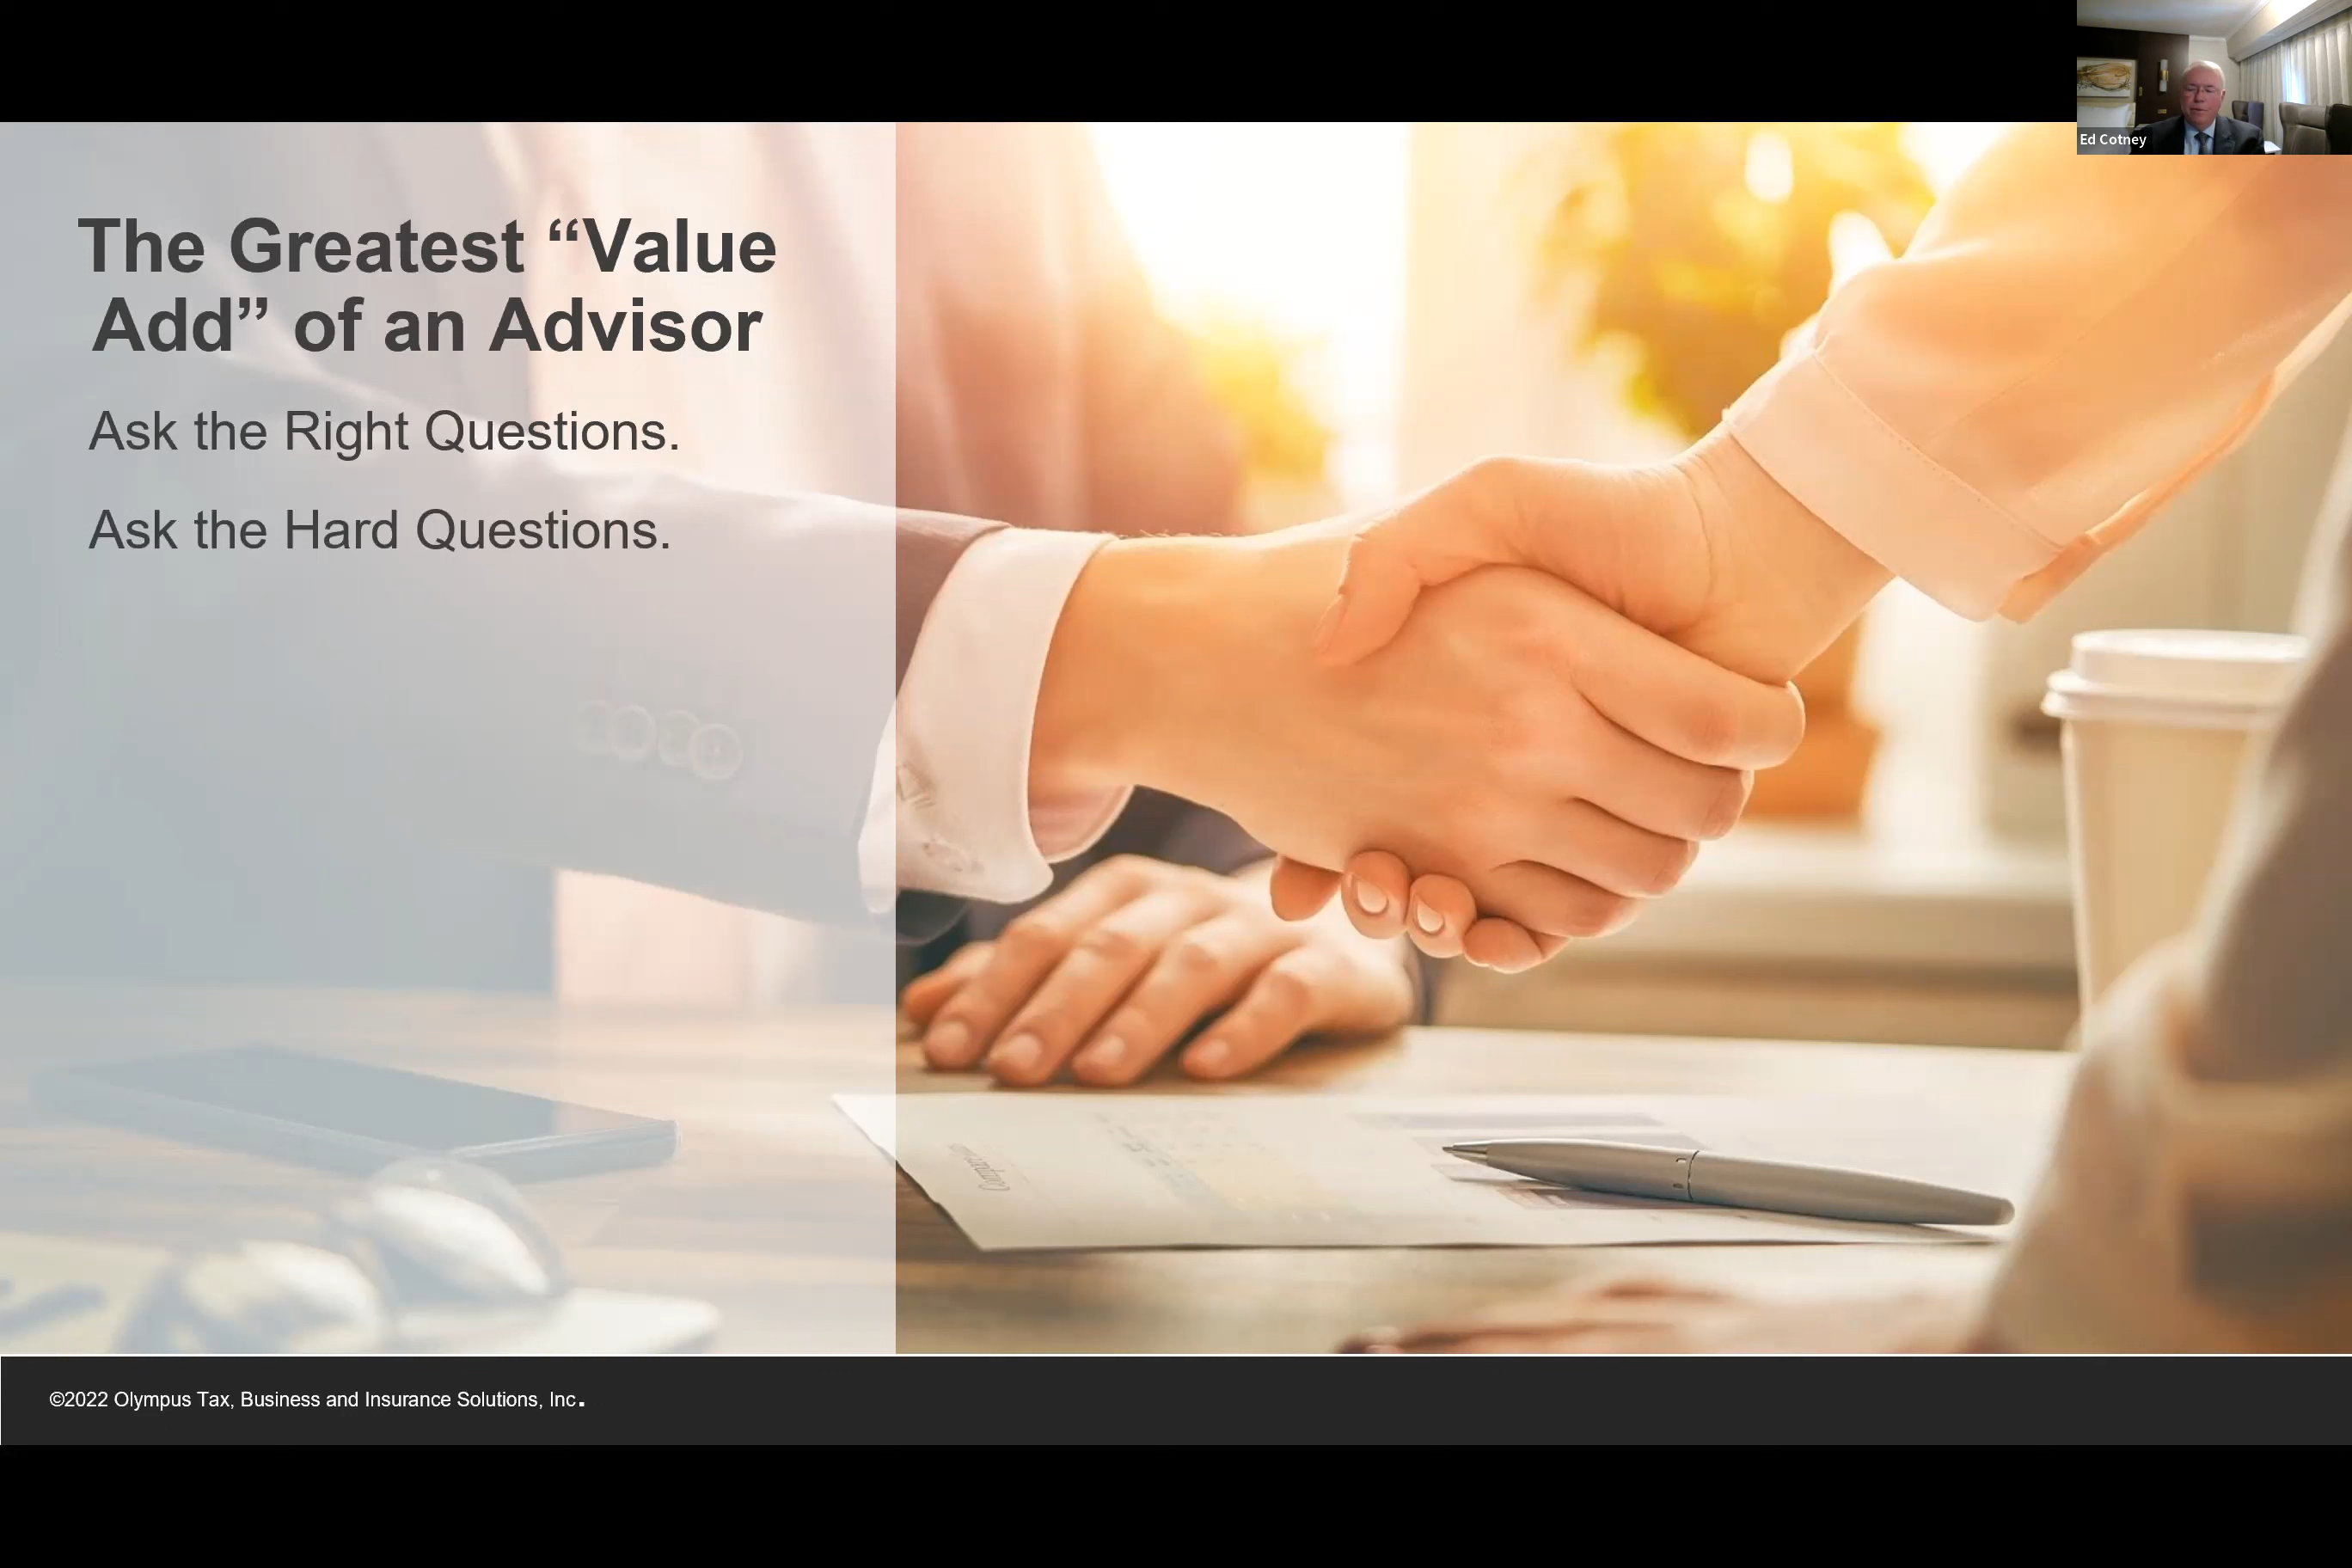 Ed Cotney
The Greatest “Value
Add” of an Advisor
Ask the Right Questions.
Ask the Hard Questions.
©2022 Olympus Tax, Business and Insurance Solutions, Inc.